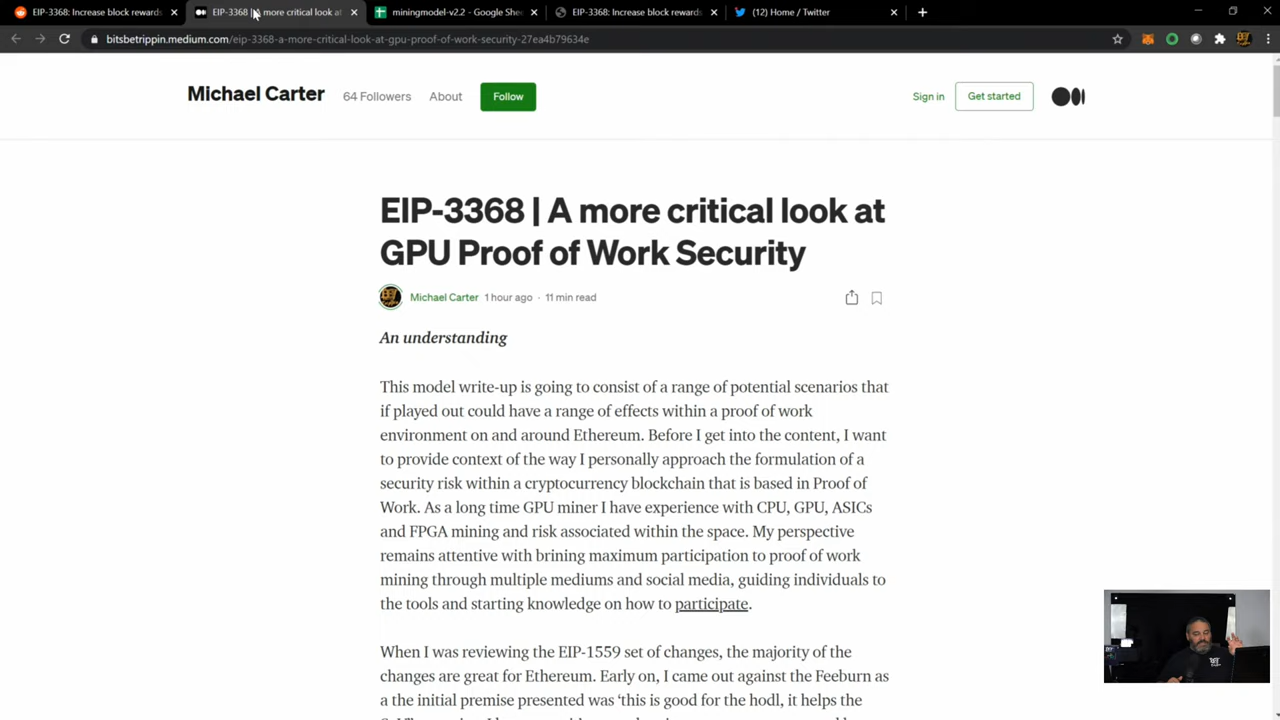 EIP-3368: Increase block rewards
EIP-3368 | A more critical look at
miningmodel-v2.2 - Google She
EIP-3368: Increase block rewards
(12) Home / Twitter
bitsbetrippin.medium.com/eip-3368-a-more-critical-look-at-gpu-proof-of-work-security-27ea4b79634e
Michael Carter
64 Followers
About
Follow
Sign in
Get started
EIP-3368 | A more critical look at
GPU Proof of Work Security
Michael Carter 1 hour ago · 11 min read
An understanding
This model write-up is going to consist of a range of potential scenarios that
if played out could have a range of effects within a proof of work
environment on and around Ethereum. Before I get into the content, I want
to provide context of the way I personally approach the formulation of a
security risk within a cryptocurrency blockchain that is based in Proof of
Work. As a long time GPU miner I have experience with CPU, GPU, ASICs
and FPGA mining and risk associated within the space. My perspective
remains attentive with brining maximum participation to proof of work
mining through multiple mediums and social media, guiding individuals to
the tools and starting knowledge on how to participate.
When I was reviewing the EIP-1559 set of changes, the majority of the
changes are great for Ethereum. Early on, I came out against the Feeburn as
a the initial premise presented was ‘this is good for the hodl, it helps the